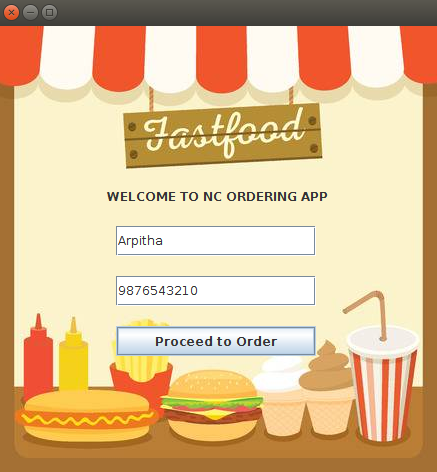 Fastfood
WELCOME TO NC ORDERING APP
Arpitha
9876543210
Proceed to Order